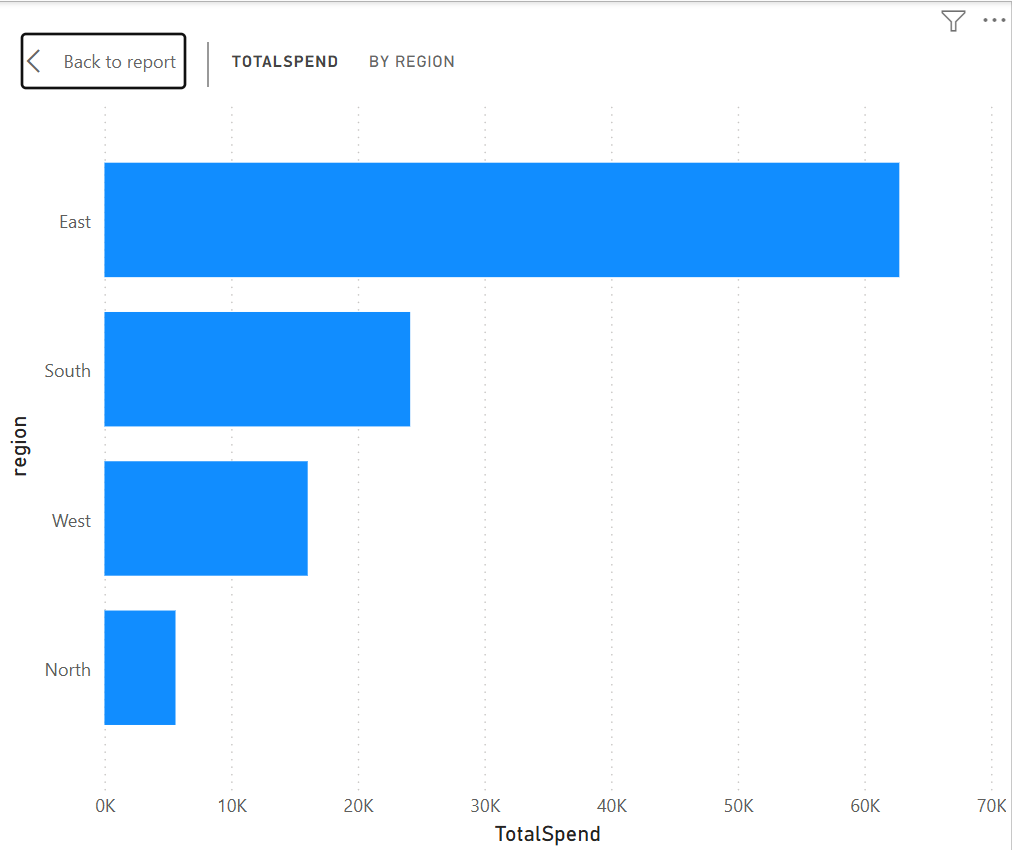 Back to report
TOTALSPEND BY REGION
East
South
West
North
region
0K 10K 20K 30K 40K 50K 60K 70K
TotalSpend